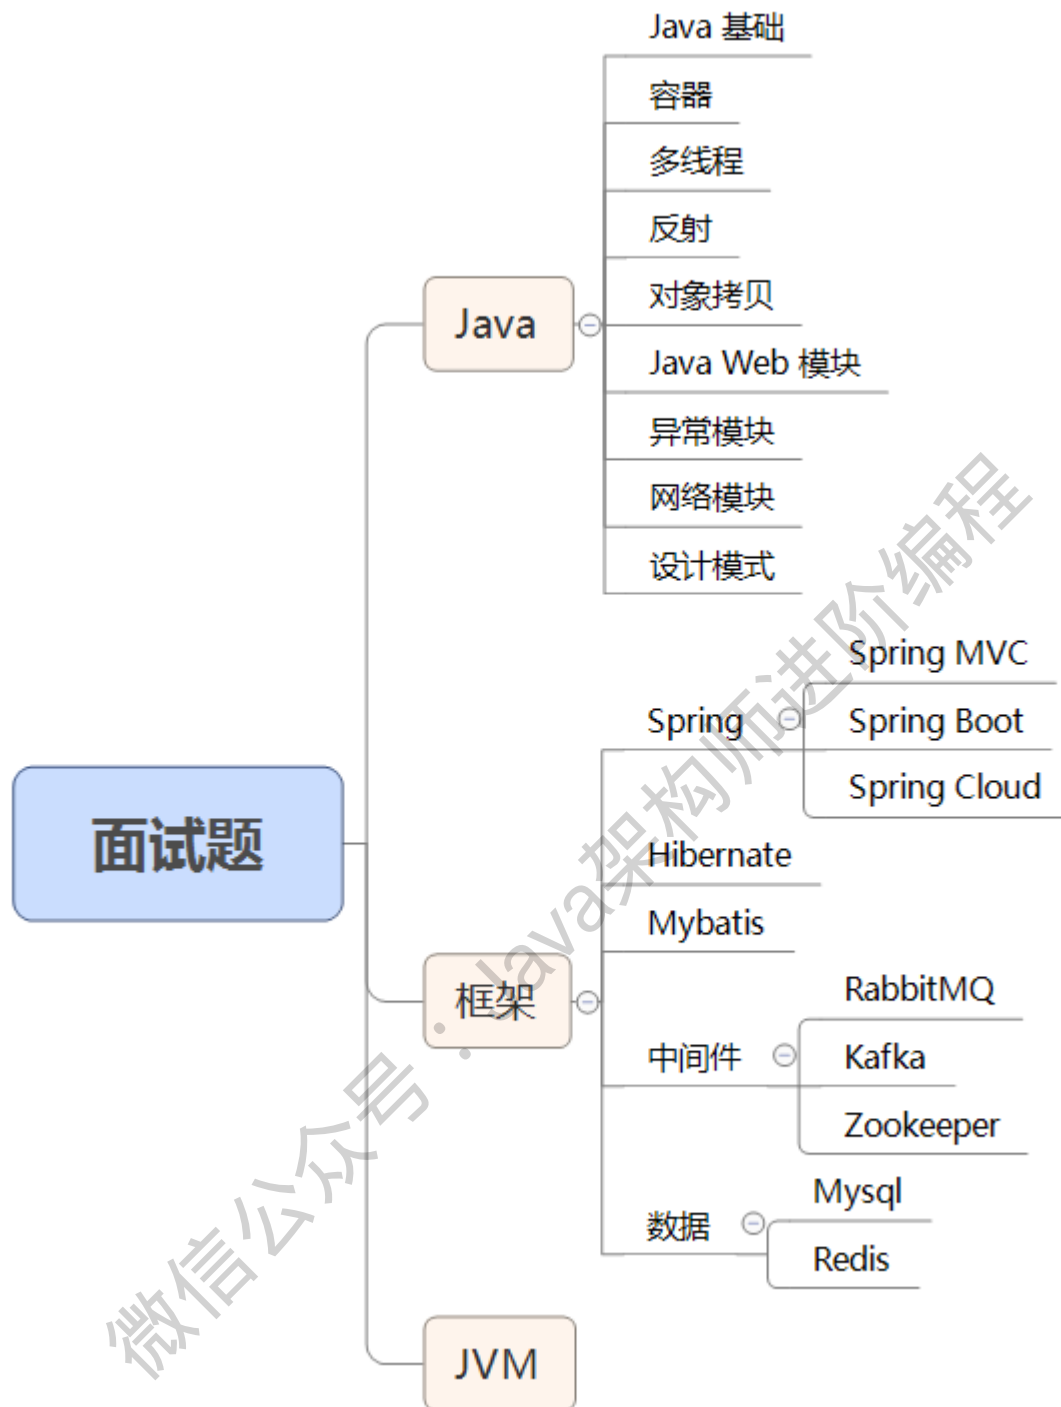 Java 基础
容器
多线程
反射
对象拷贝
Java
Java Web 模块
异常模块
网络模块
设计模式
Spring MVC
Spring
Spring Boot
Spring Cloud
面试题
Hibernate
Mybatis
框架
RabbitMQ
中间件
Kafka
Zookeeper
Mysql
数据
Redis
JVM
微信公众号：Java架构师进阶编程